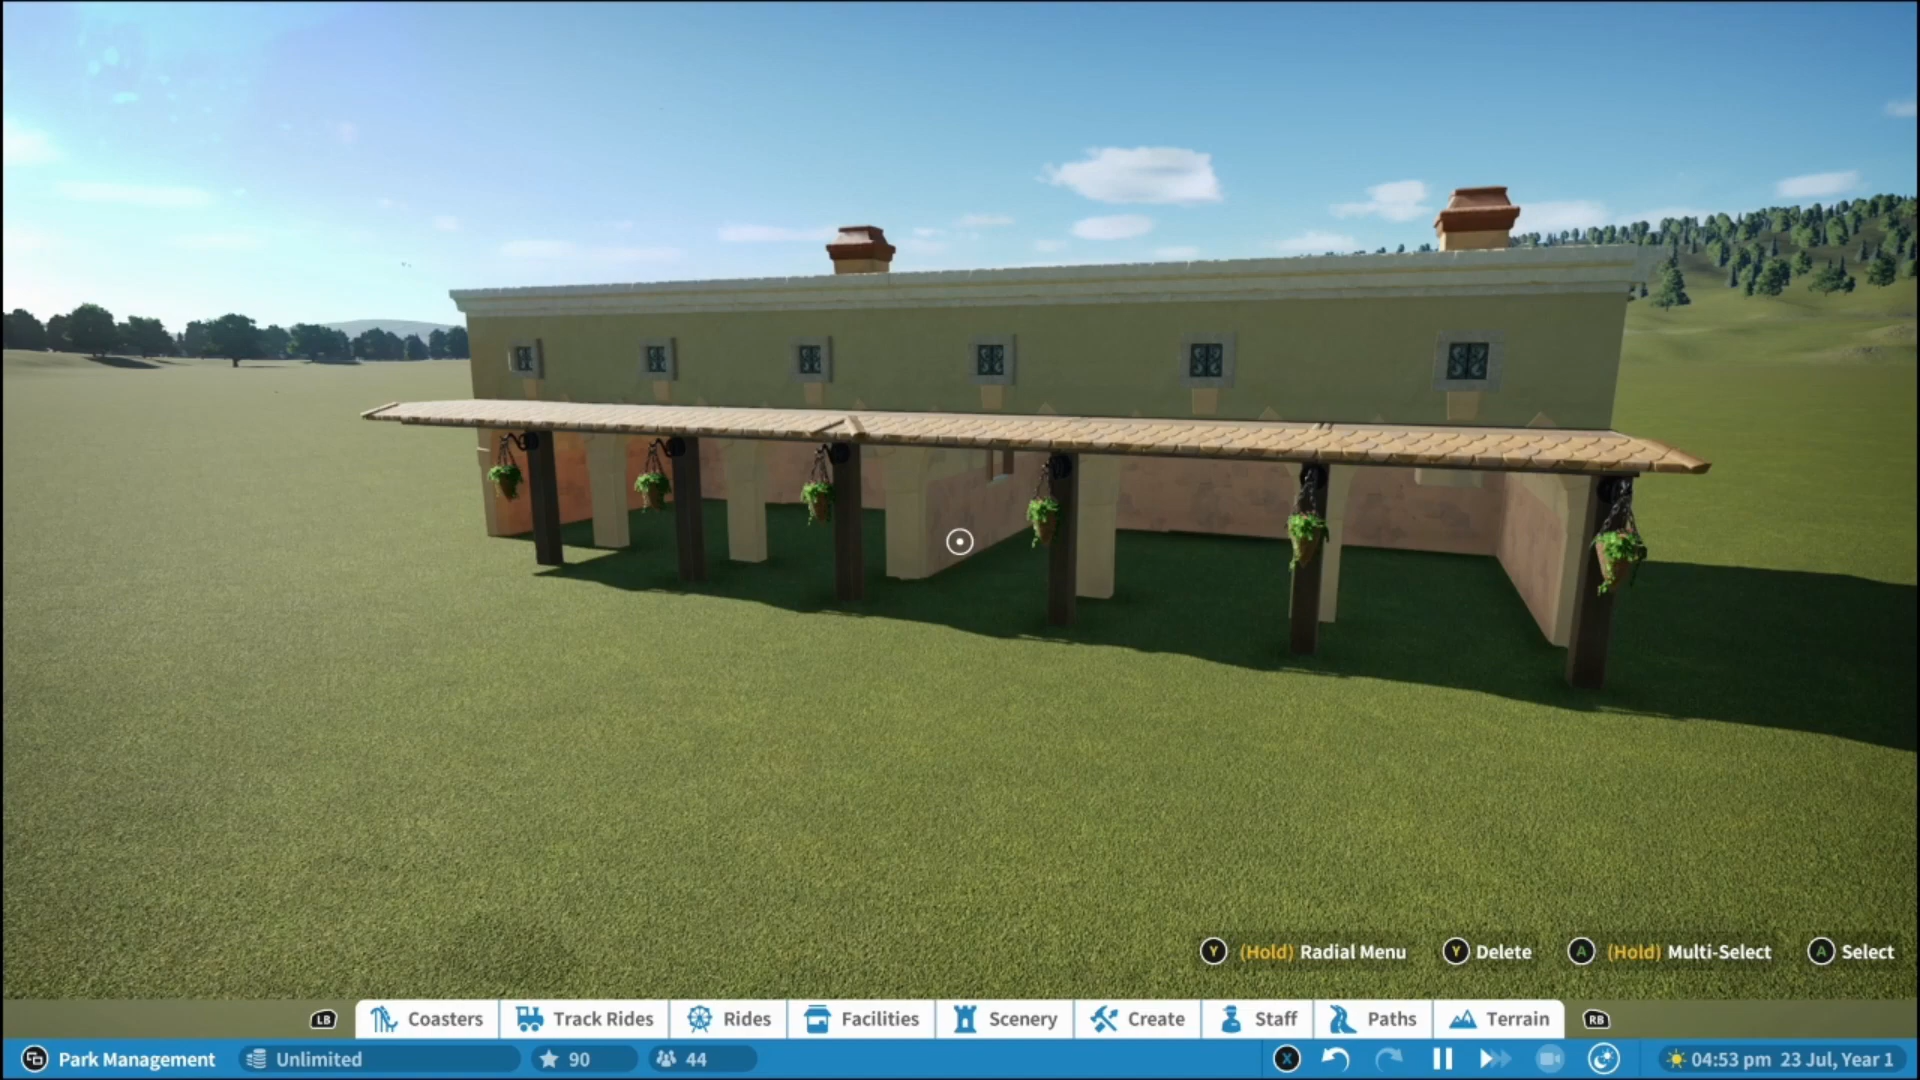 Y (Hold) Radial Menu Y Delete A (Hold) Multi-Select A Select
LB Coasters Track Rides Rides Facilities Scenery Create Staff Paths Terrain RB
Park Management Unlimited 90 44 X 04:53 pm 23 Jul, Year 1